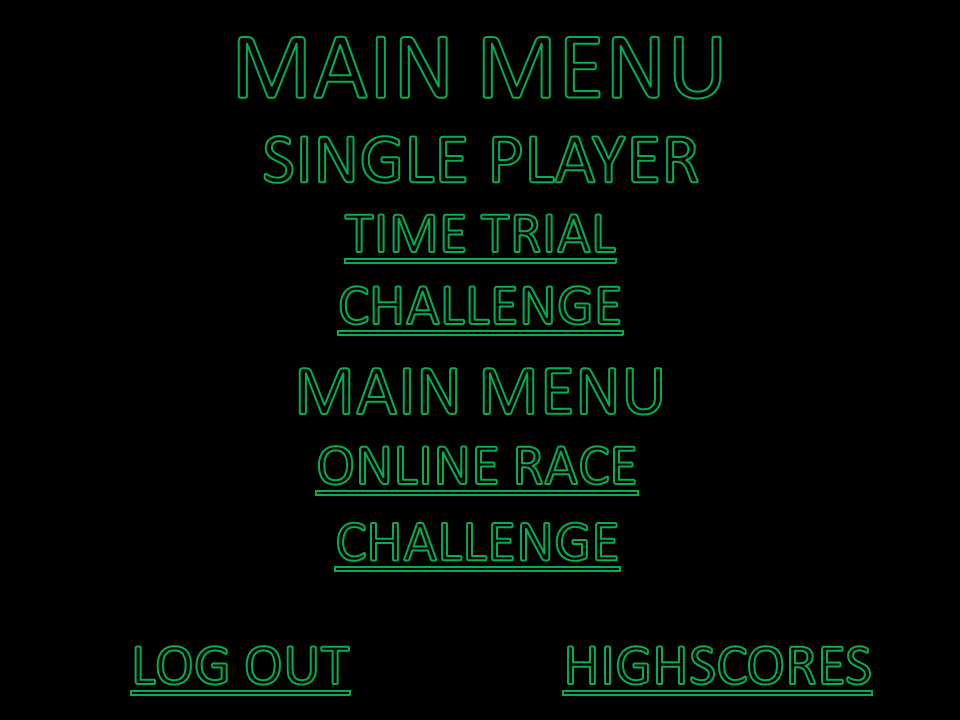 MAIN MENU
SINGLE PLAYER
TIME TRIAL
CHALLENGE
MAIN MENU
ONLINE RACE
CHALLENGE
LOG OUT
HIGHSCORES